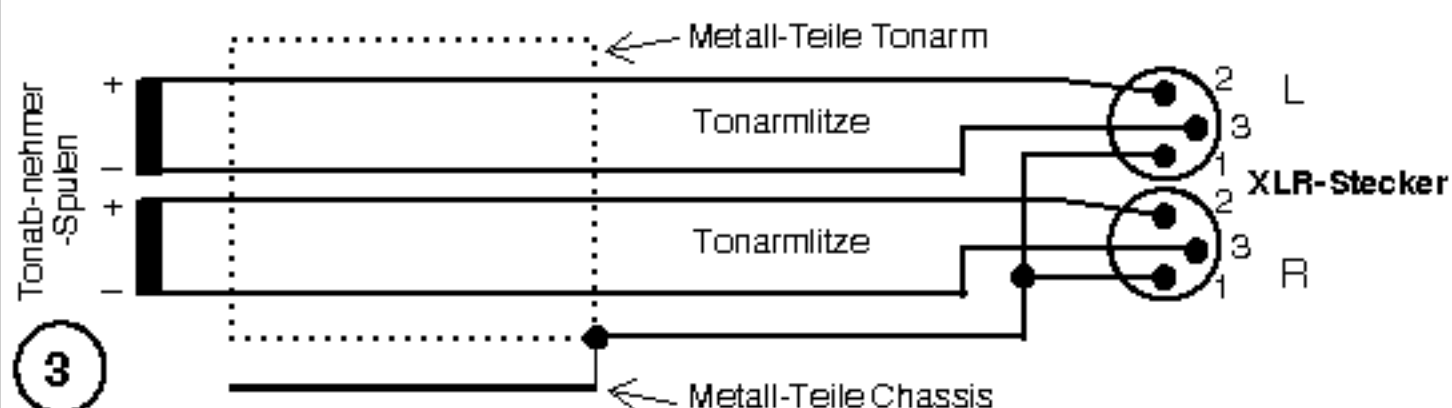 Metall-Teile Tonarm
Tonab-nehmer
-Spulen
+
–
+
–
Tonarmlitze
Tonarmlitze
2
3
1
L
XLR-Stecker
2
3
1
R
3
Metall-Teile Chassis